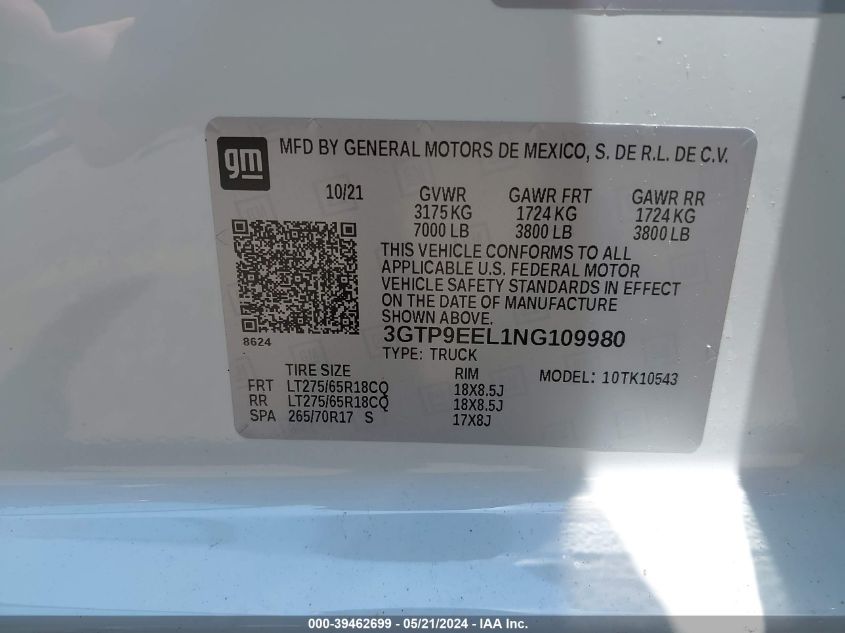 gm MFD BY GENERAL MOTORS DE MEXICO, S. DE R.L. DE C.V.
10/21 GVWR GAWR FRT GAWR RR
3175 KG 1724 KG 1724 KG
7000 LB 3800 LB 3800 LB
THIS VEHICLE CONFORMS TO ALL
APPLICABLE U.S. FEDERAL MOTOR
VEHICLE SAFETY STANDARDS IN EFFECT
ON THE DATE OF MANUFACTURE
SHOWN ABOVE.
8624 3GTP9EEL1NG109980
TYPE: TRUCK
TIRE SIZE RIM MODEL: 10TK10543
FRT LT275/65R18CQ 18X8.5J
RR LT275/65R18CQ 18X8.5J
SPA 265/70R17 S 17X8J
000-39462699 - 05/21/2024 - IAA Inc.